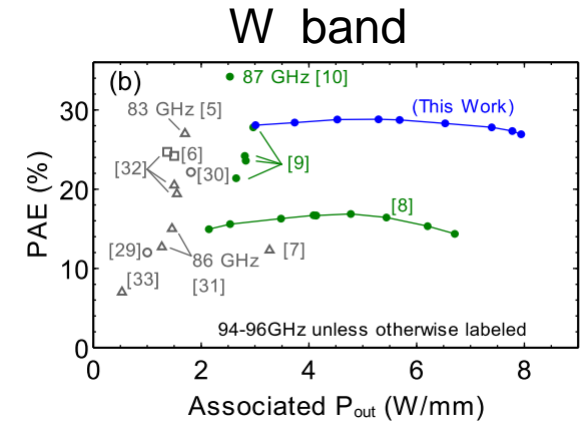 W band
(b)
87 GHz [10]
(This Work)
83 GHz [5]
[6]
[9]
[32]
[30]
[8]
[29]
86 GHz
[7]
[33]
[31]
94-96GHz unless otherwise labeled
30
20
10
0
PAE (%)
0 2 4 6 8
Associated Pout (W/mm)